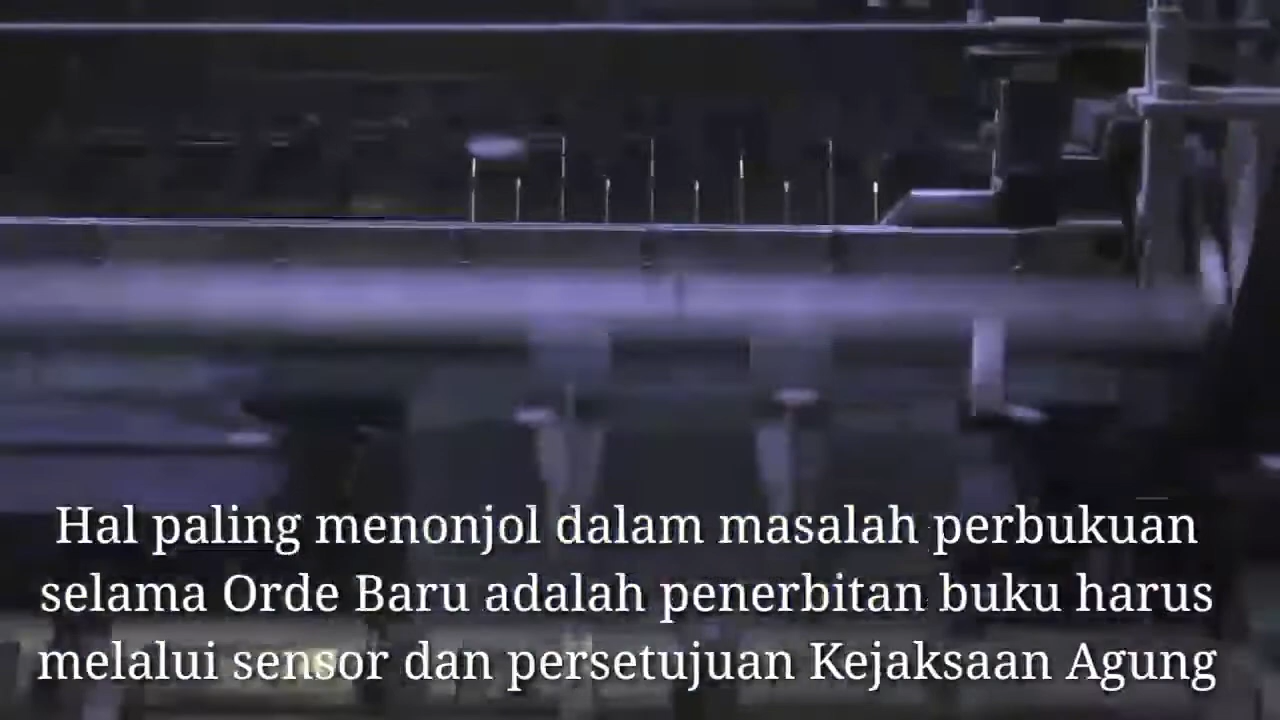 Hal paling menonjol dalam masalah perbukuan
selama Orde Baru adalah penerbitan buku harus
melalui sensor dan persetujuan Kejaksaan Agung